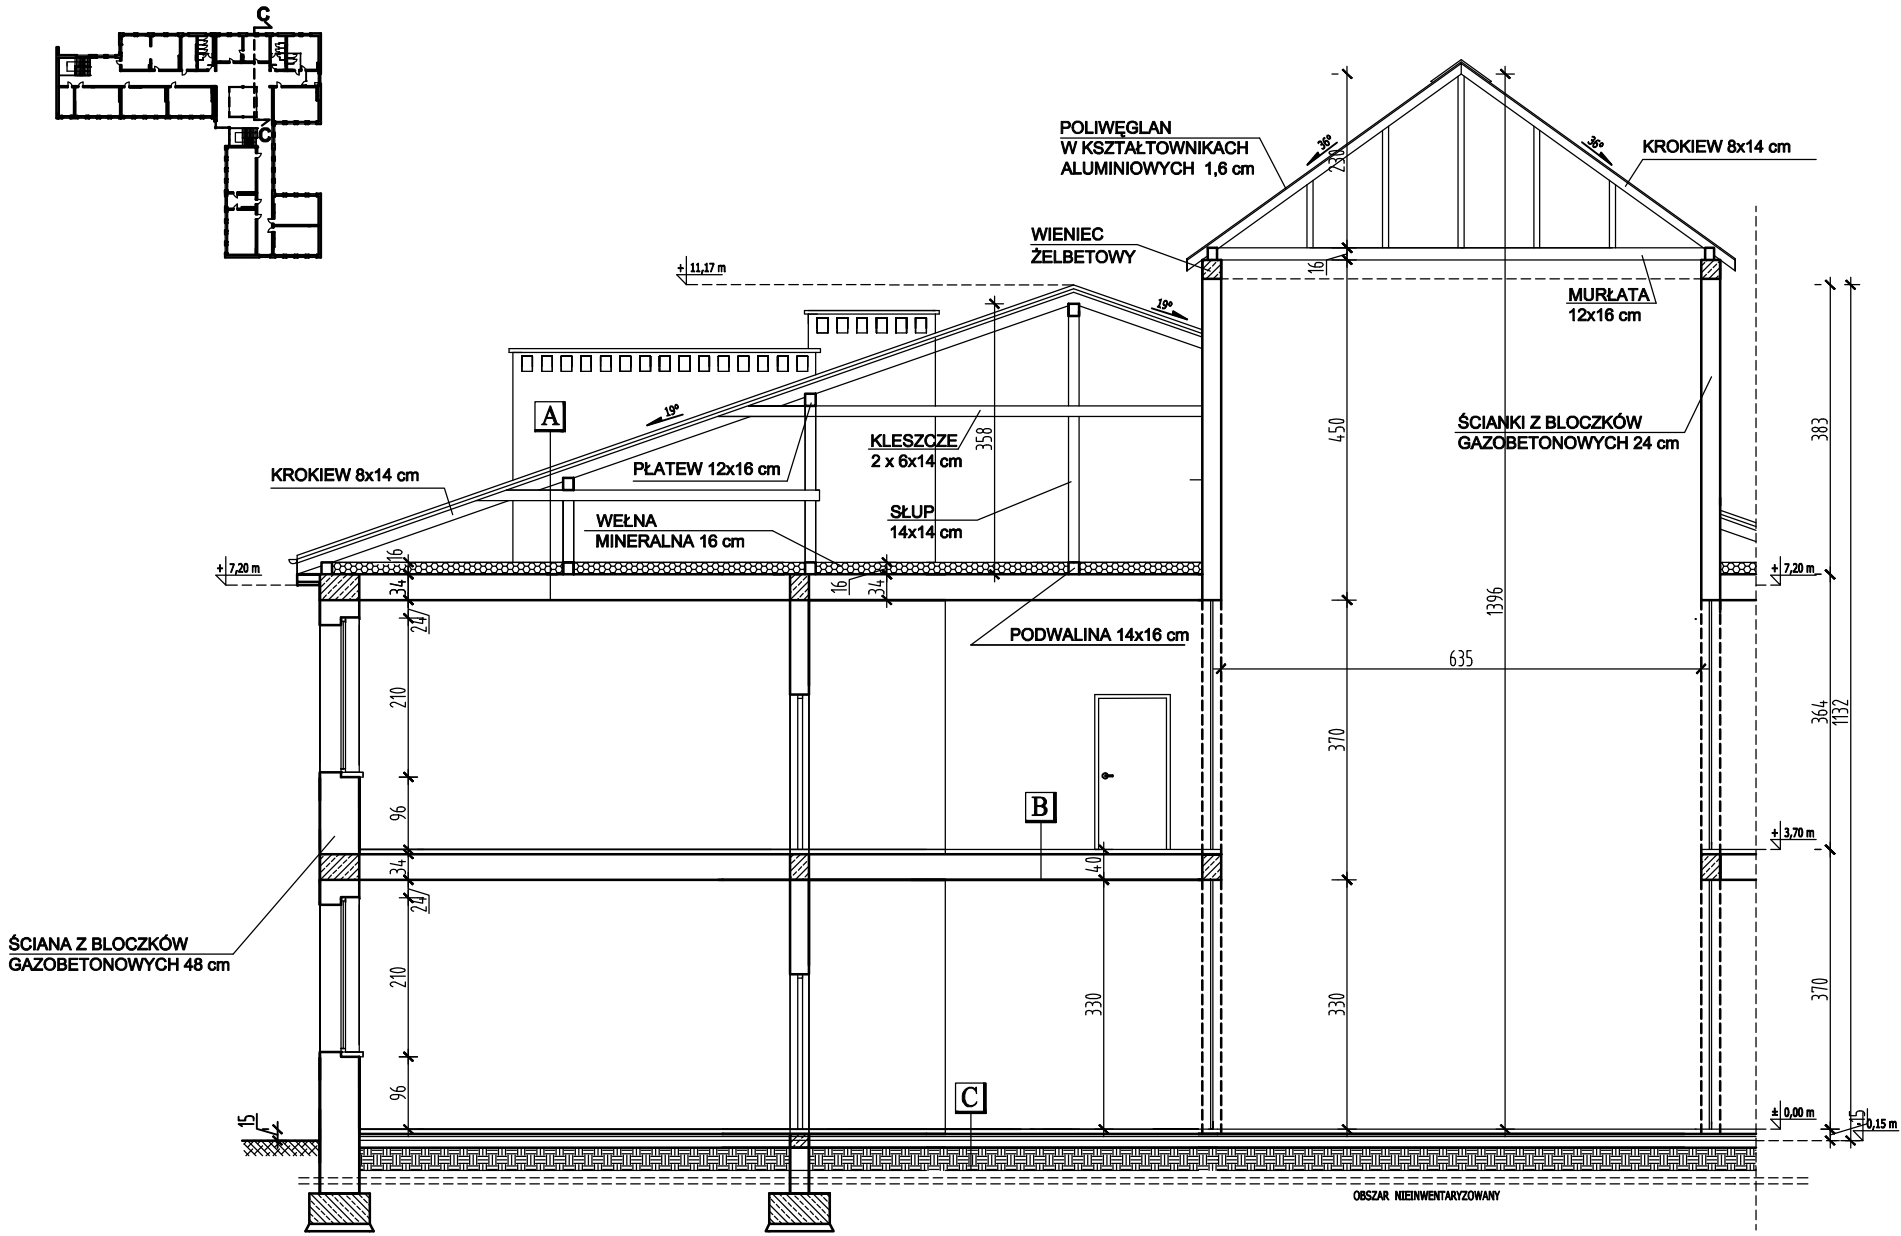 C
C
POLIWĘGLAN
W KSZTAŁTOWNIKACH
ALUMINIOWYCH 1,6 cm
36º
230
36º
KROKIEW 8x14 cm
WIENIEC
ŻELBETOWY
16
MURŁATA
12x16 cm
+ 11,17 m
19º
A
19º
KROKIEW 8x14 cm
PŁATEW 12x16 cm
KLESZCZE
2 x 6x14 cm
358
450
ŚCIANKI Z BLOCZKÓW
GAZOBETONOWYCH 24 cm
383
WEŁNA
MINERALNA 16 cm
SŁUP
14x14 cm
+ 7,20 m
16
34
16
34
+ 7,20 m
24
1396
PODWALINA 14x16 cm
635
210
370
364
1132
96
B
+ 3,70 m
34
40
24
ŚCIANA Z BLOCZKÓW
GAZOBETONOWYCH 48 cm
210
330
330
370
96
C
15
± 0,00 m
15
- 0,15 m
OBSZAR NIEINWENTARYZOWANY